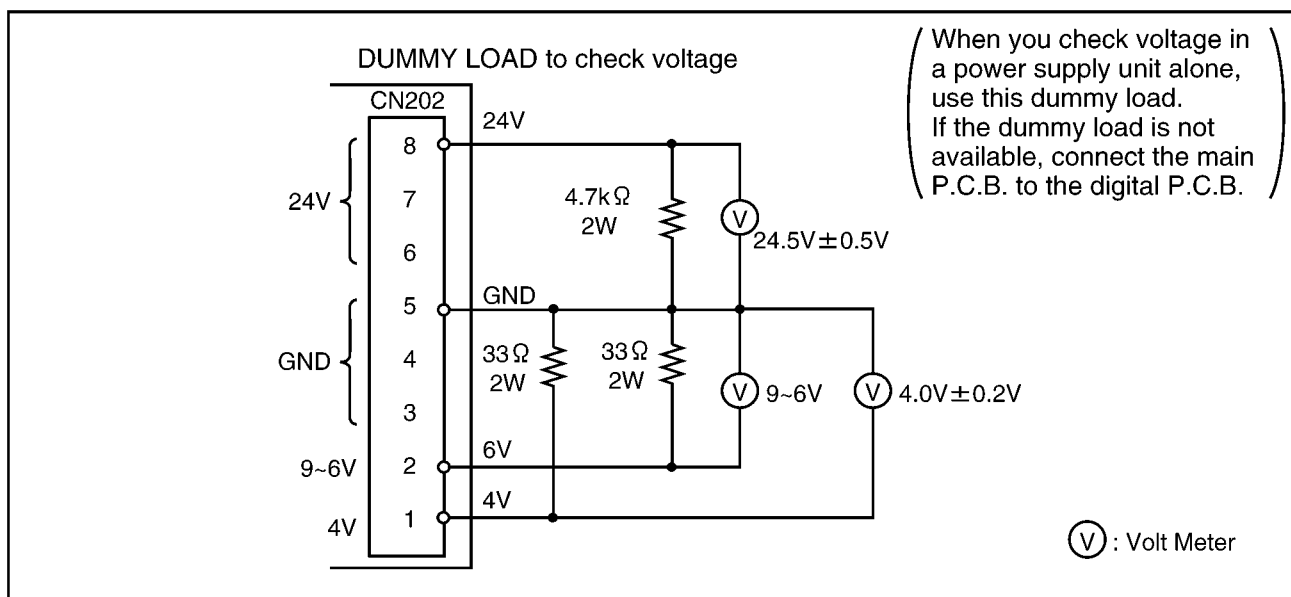 DUMMY LOAD to check voltage
When you check voltage in
a power supply unit alone,
use this dummy load.
If the dummy load is not
available, connect the main
P.C.B. to the digital P.C.B.
CN202
24V
8
7
6
5
4
3
2
1
24V
GND
9~6V
4V
4.7kΩ
2W
V
24.5V±0.5V
GND
33Ω
2W
33Ω
2W
V
9~6V
V
4.0V±0.2V
6V
4V
V : Volt Meter